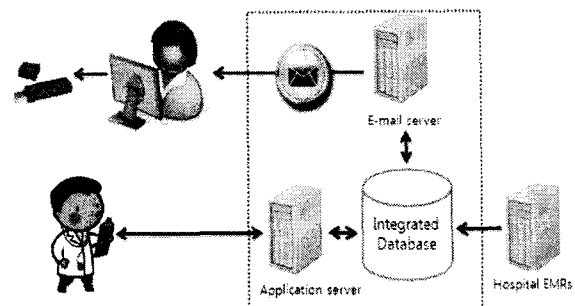 E-mail server
Integrated
Database
Application server
Hospital EMRs